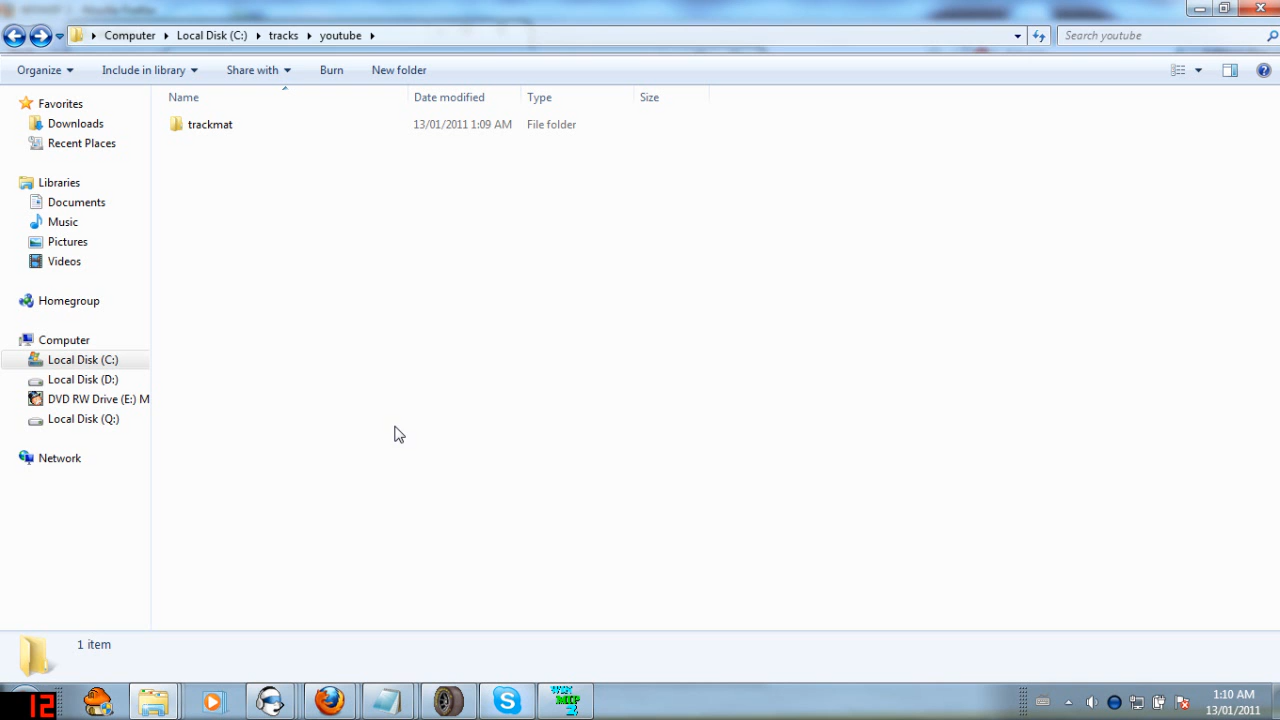 Computer Local Disk (C:) tracks youtube Search youtube
Organize Include in library Share with Burn New folder
Name Date modified Type Size
trackmat 13/01/2011 1:09 AM File folder
Favorites
Downloads
Recent Places
Libraries
Documents
Music
Pictures
Videos
Homegroup
Computer
Local Disk (C:)
Local Disk (D:)
DVD RW Drive (E:) M
Local Disk (Q:)
Network
1 item
12
1:10 AM
13/01/2011